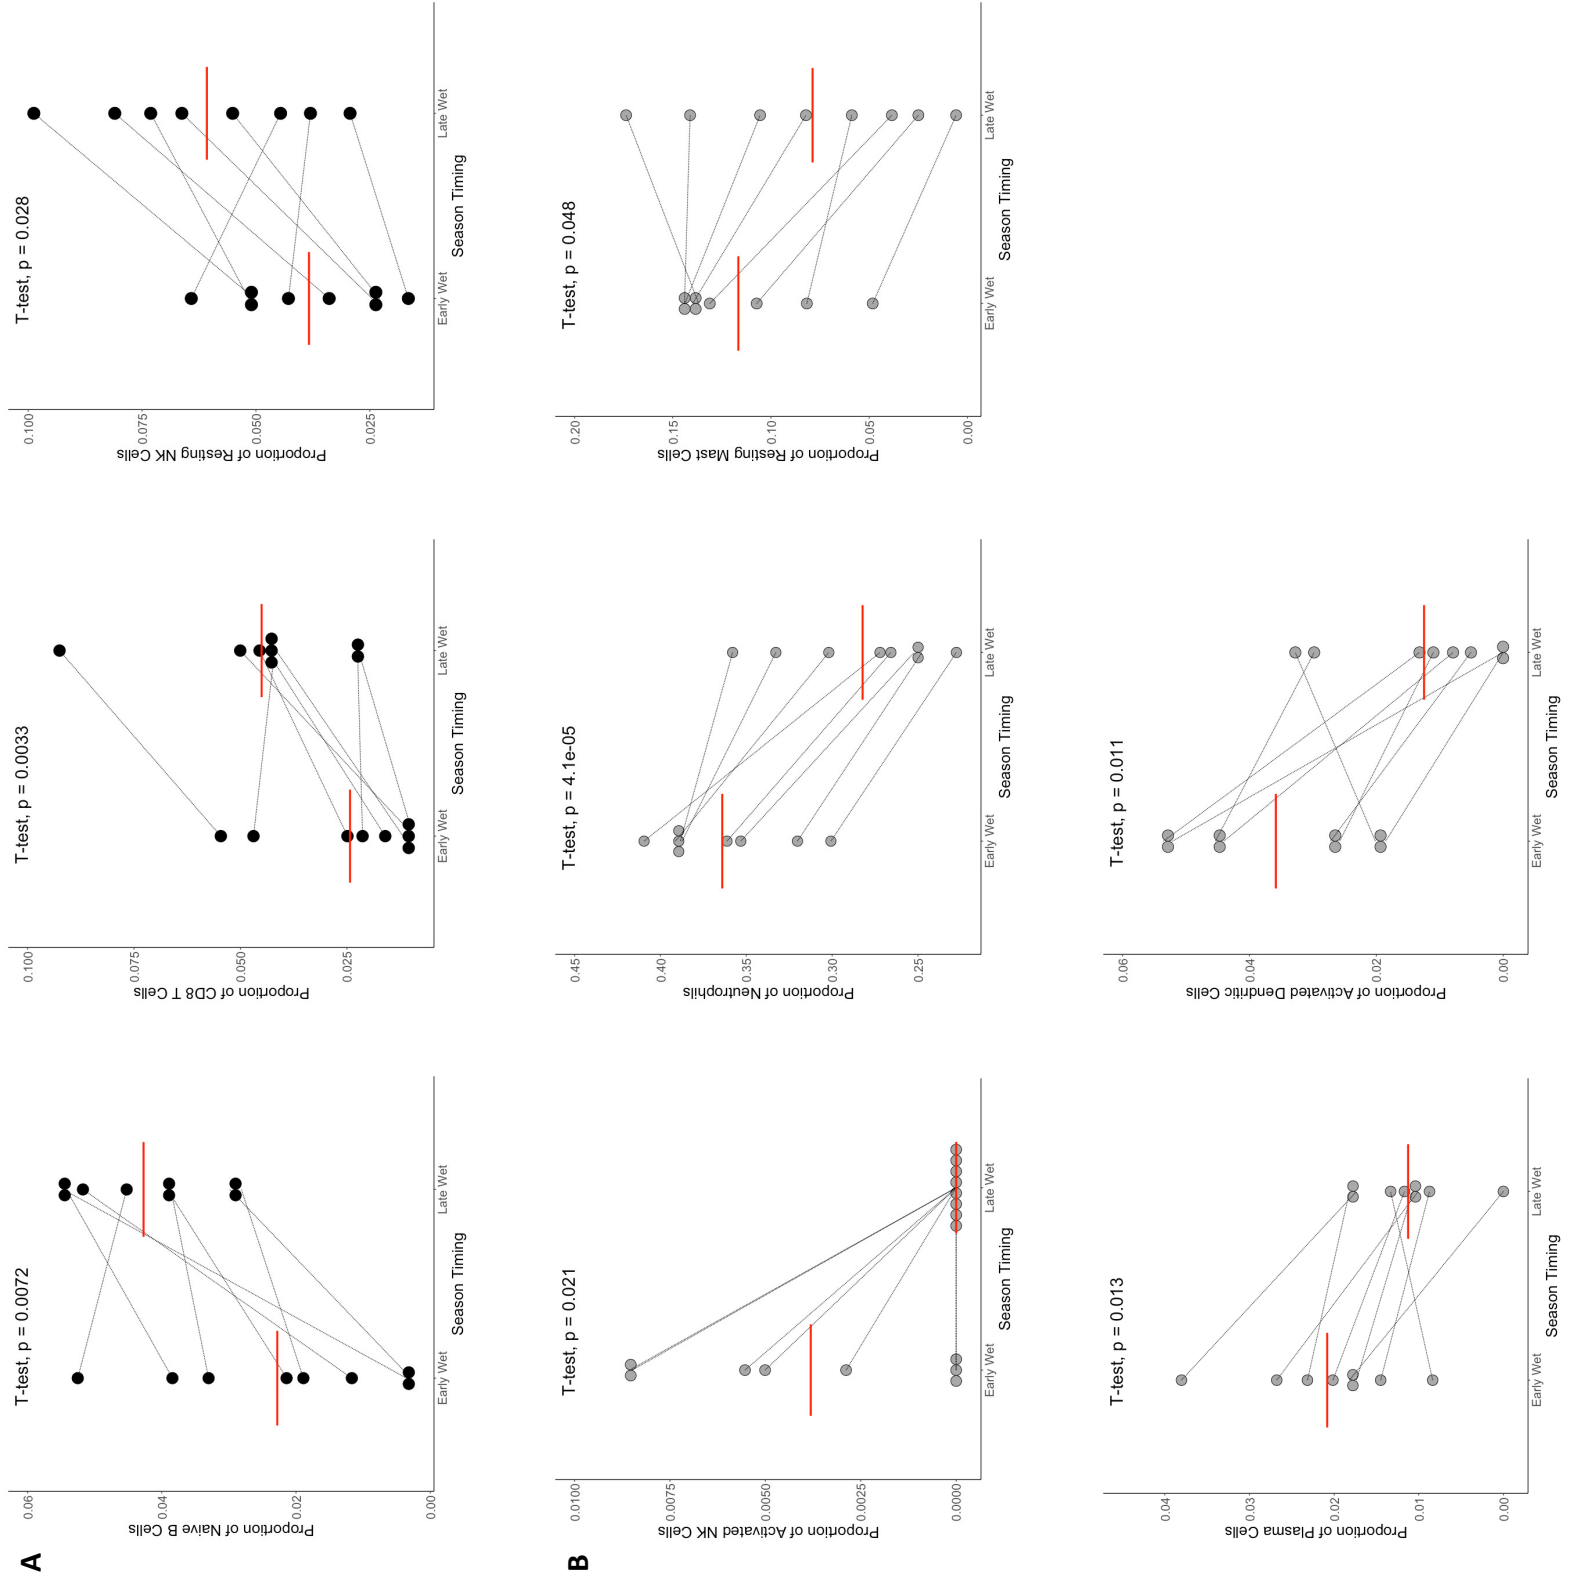 A
T-test, p = 0.0072
Proportion of Naive B Cells
0.06
0.04
0.02
0.00
Early Wet
Late Wet
Season Timing
T-test, p = 0.0033
Proportion of CD8 T Cells
0.100
0.075
0.050
0.025
Early Wet
Late Wet
Season Timing
T-test, p = 0.028
Proportion of Resting NK Cells
0.100
0.075
0.050
0.025
Early Wet
Late Wet
Season Timing
B
T-test, p = 0.021
Proportion of Activated NK Cells
0.0100
0.0075
0.0050
0.0025
0.0000
Early Wet
Late Wet
Season Timing
T-test, p = 4.1e-05
Proportion of Neutrophils
0.45
0.40
0.35
0.30
0.25
Early Wet
Late Wet
Season Timing
T-test, p = 0.048
Proportion of Resting Mast Cells
0.20
0.15
0.10
0.05
0.00
Early Wet
Late Wet
Season Timing
T-test, p = 0.013
Proportion of Plasma Cells
0.04
0.03
0.02
0.01
0.00
Early Wet
Late Wet
Season Timing
T-test, p = 0.011
Proportion of Activated Dendritic Cells
0.06
0.04
0.02
0.00
Early Wet
Late Wet
Season Timing